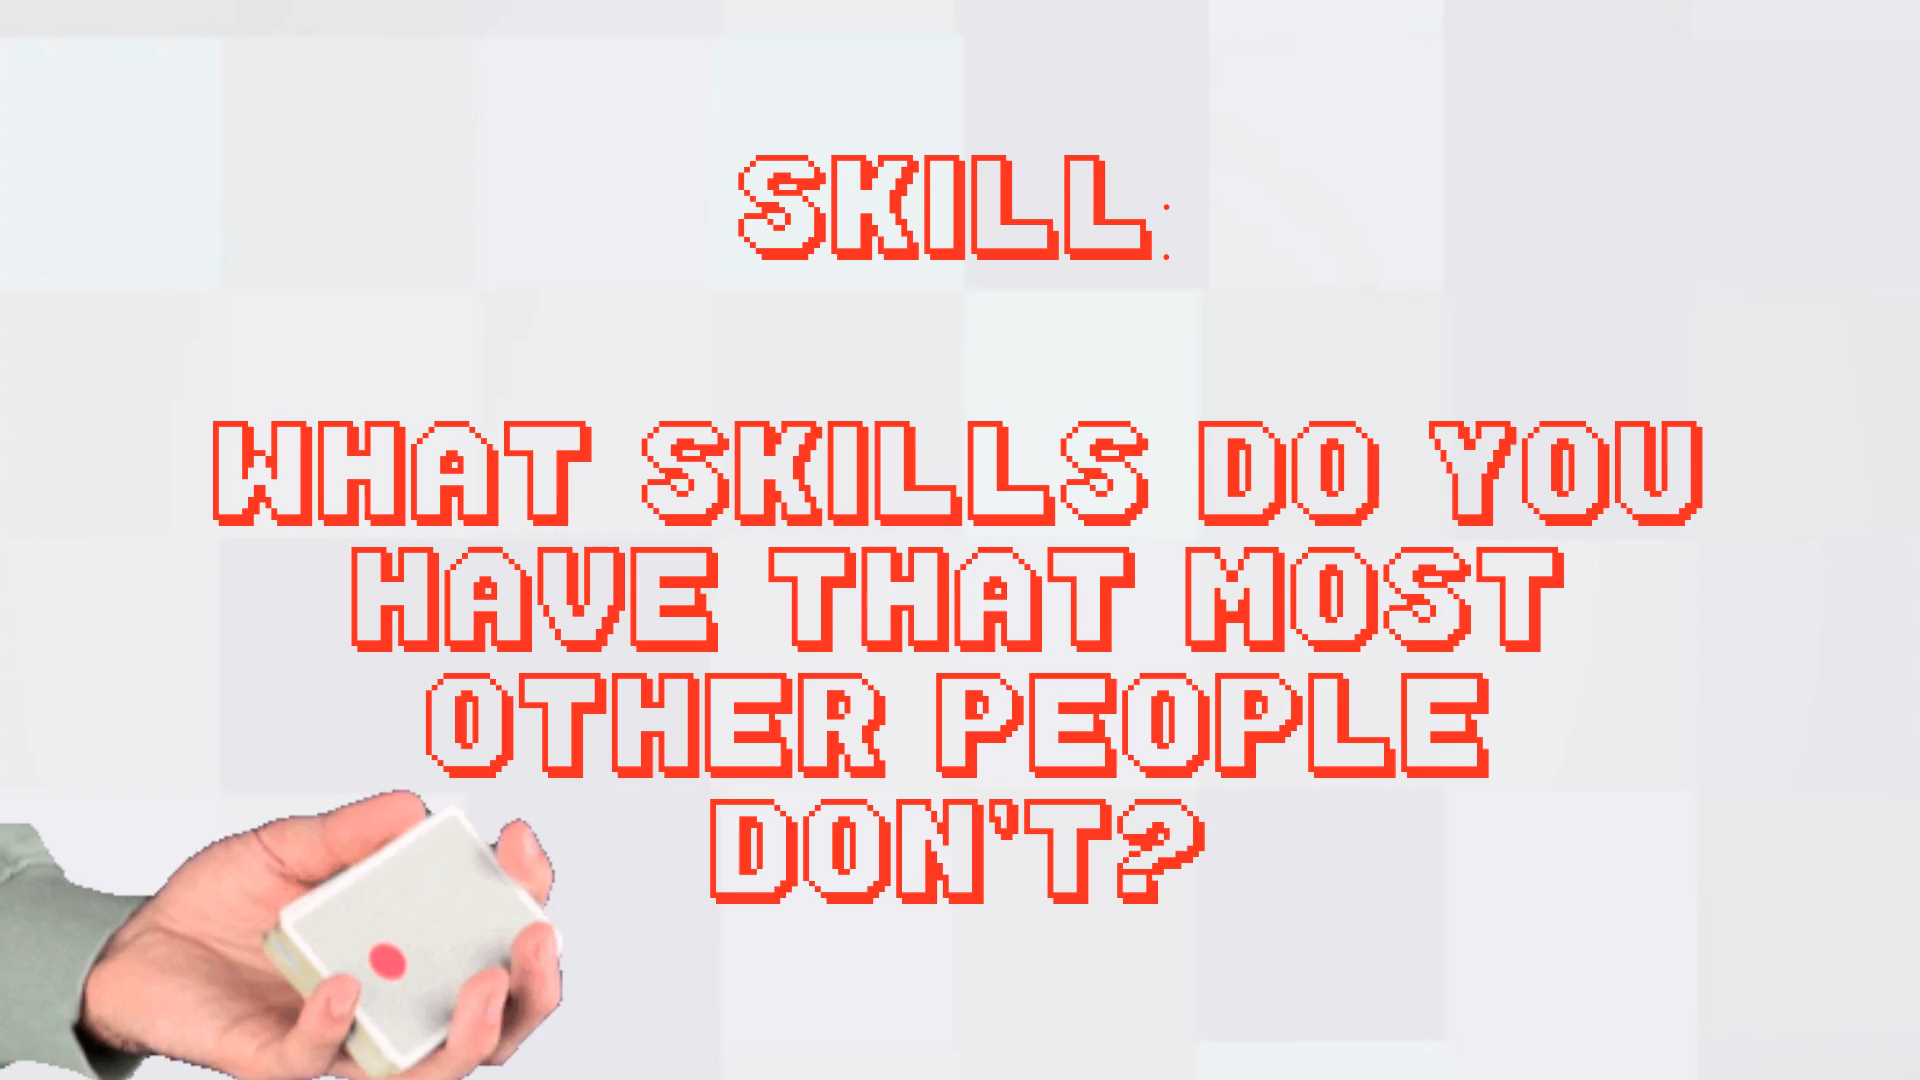 SKILL:
WHAT SKILLS DO YOU
HAVE THAT MOST
OTHER PEOPLE
DON'T?